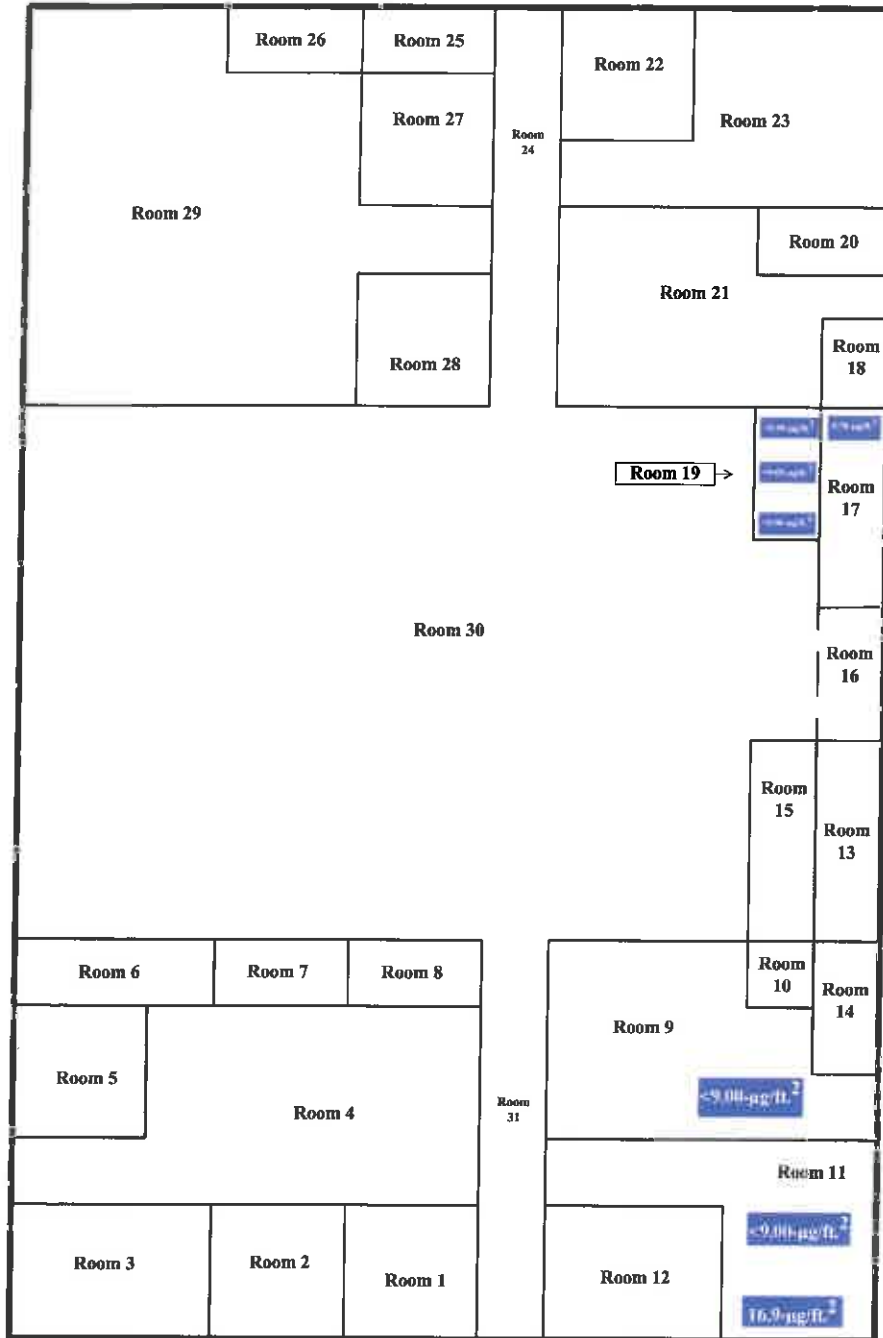 Room 26
Room 25
Room 22
Room 27
Room 23
Room
24
Room 29
Room 20
Room 21
Room 28
Room
18
Room 19
Room
17
Room 30
Room
16
Room
15
Room
13
Room 6
Room 7
Room 8
Room
10
Room
14
Room 9
Room 5
<9.00-µg/ft.²
Room 4
Room
31
Room 11
<9.00-µg/ft.²
Room 3
Room 2
Room 1
Room 12
16.9-µg/ft.²